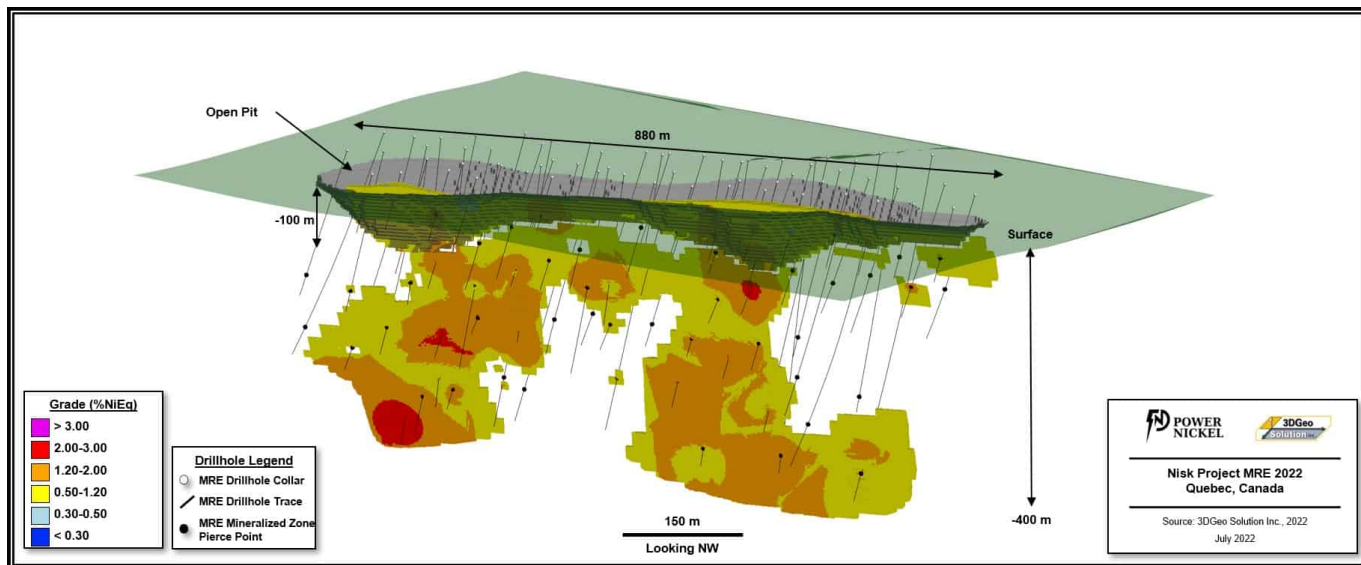 Open Pit
880 m
-100 m
Surface
-400 m
Grade (%NiEq)
> 3.00
2.00-3.00
1.20-2.00
0.50-1.20
0.30-0.50
< 0.30
Drillhole Legend
MRE Drillhole Collar
MRE Drillhole Trace
MRE Mineralized Zone
Pierce Point
150 m
Looking NW
POWER
NICKEL
3DGeo
Solution Inc.
Nisk Project MRE 2022
Quebec, Canada
Source: 3DGeo Solution Inc., 2022
July 2022